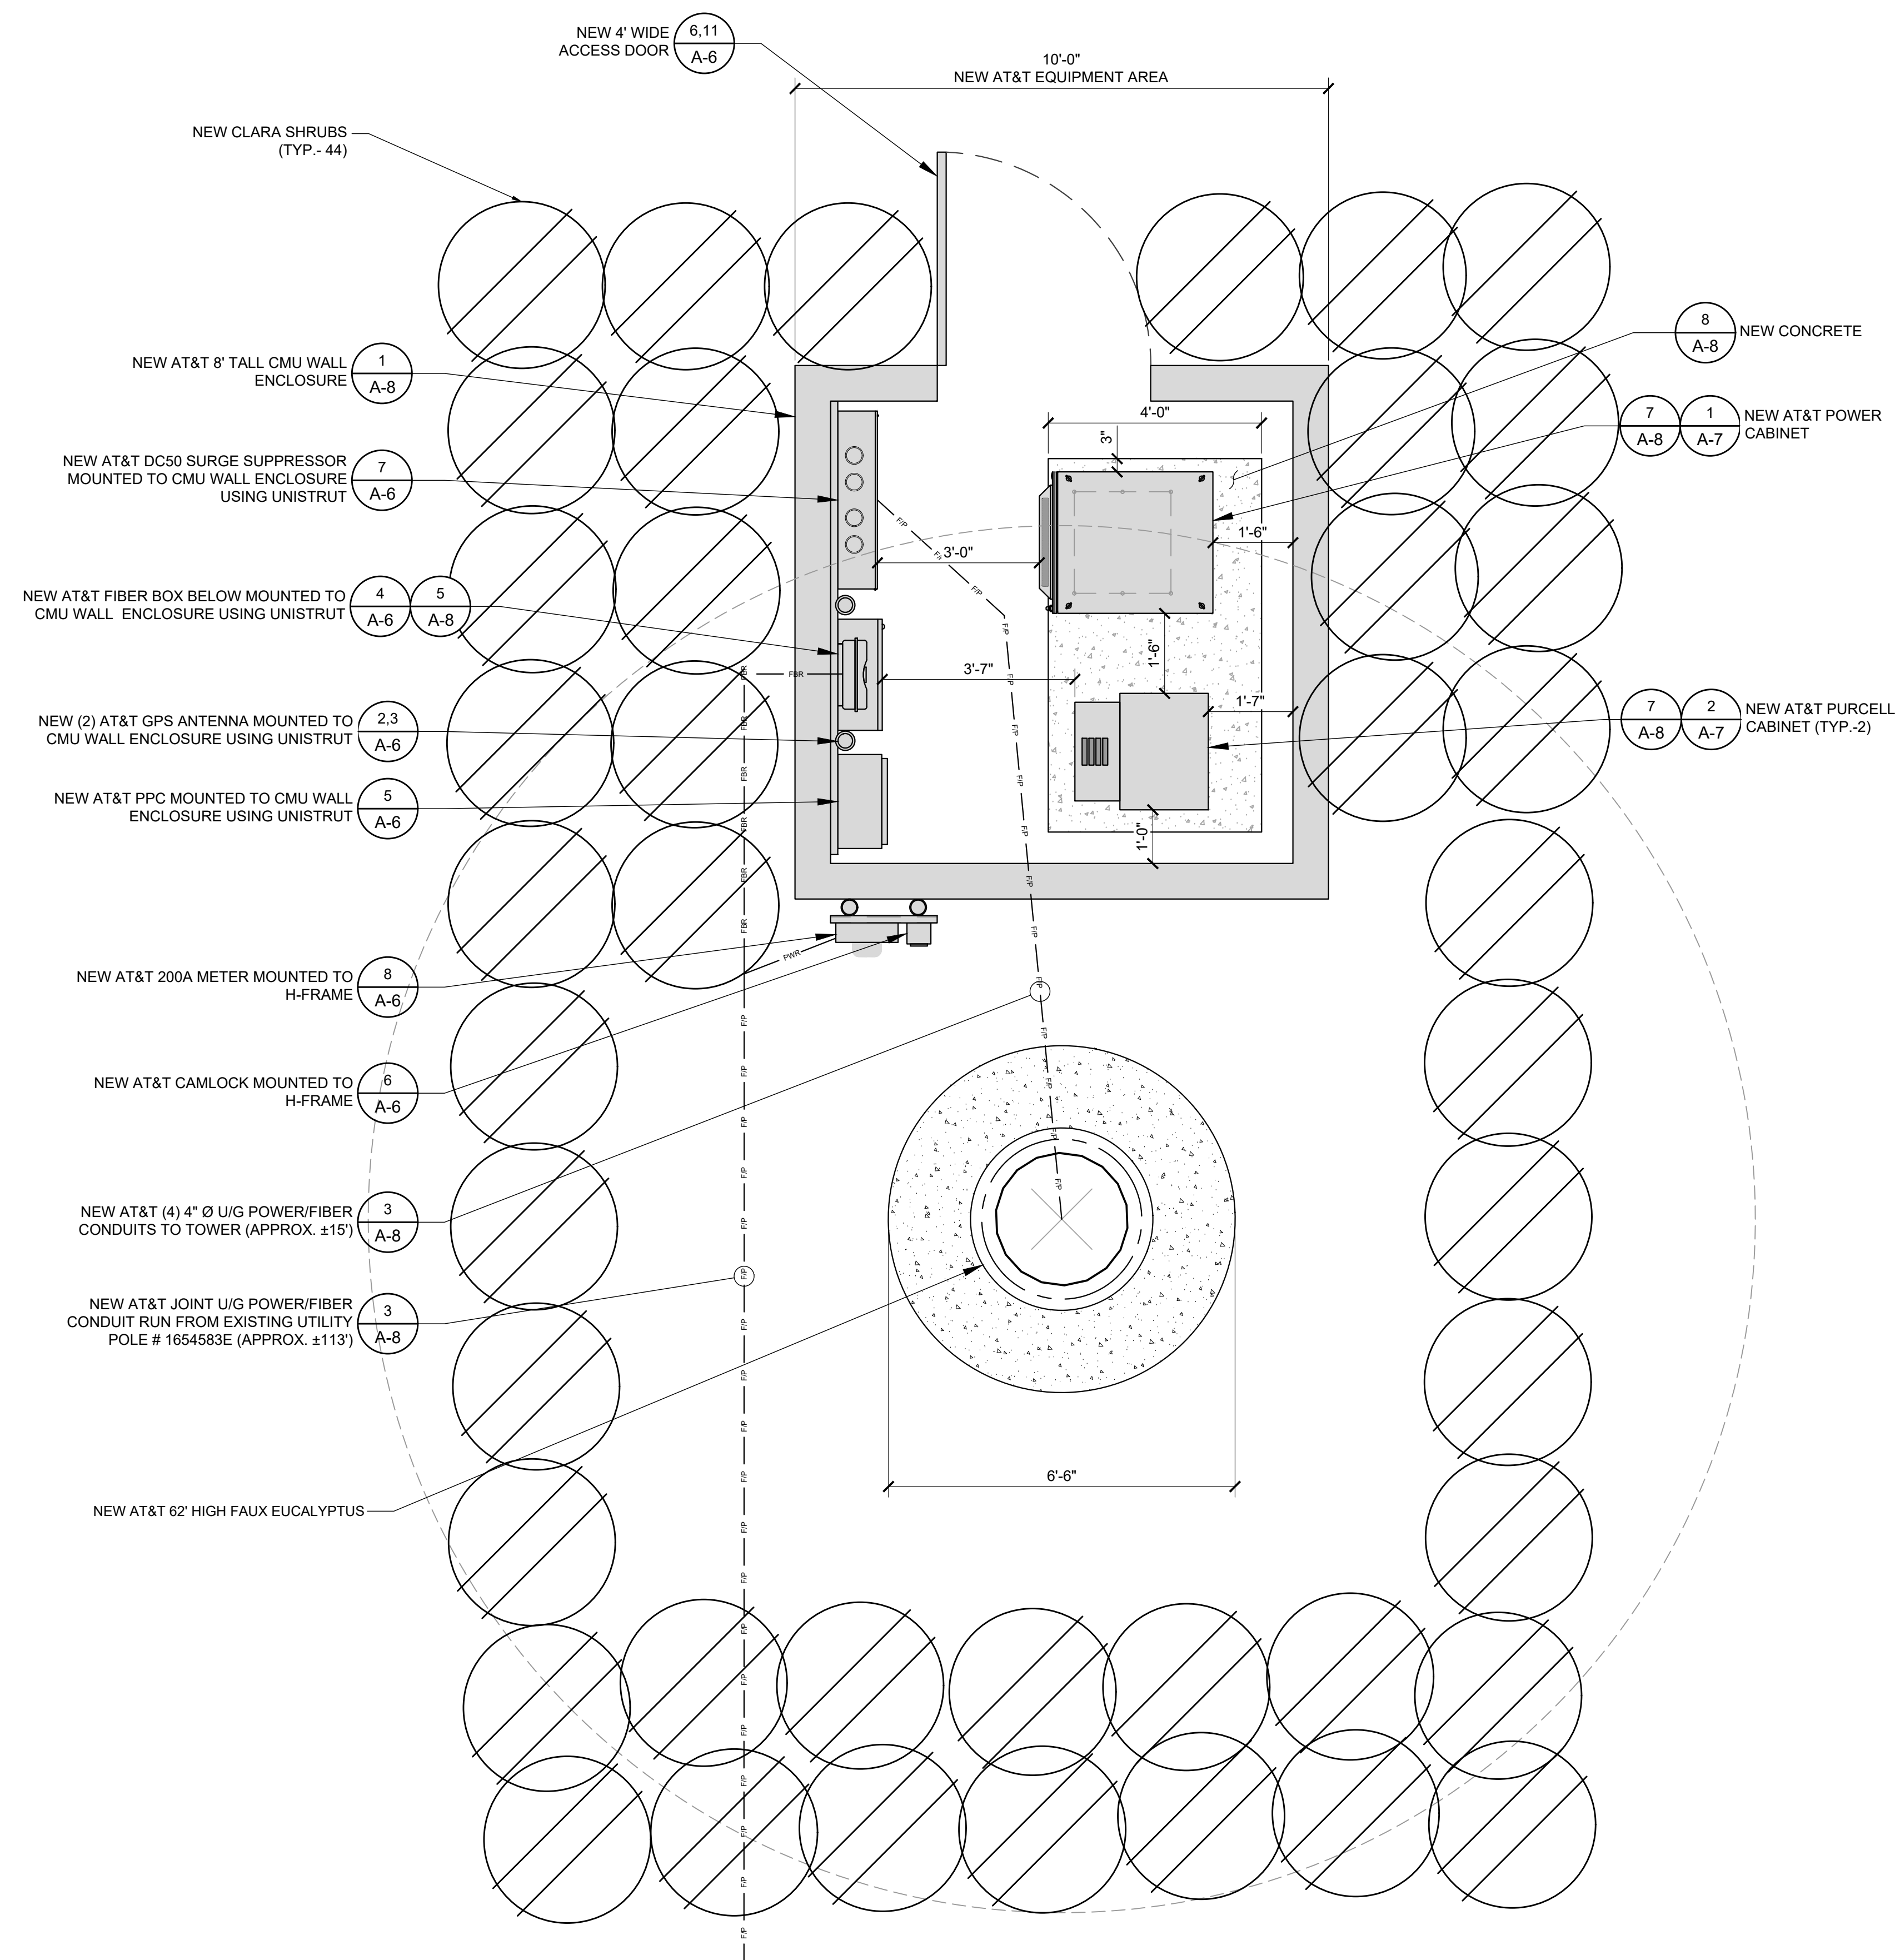 NEW 4' WIDE
ACCESS DOOR
6,11
A-6
10'-0"
NEW AT&T EQUIPMENT AREA
NEW CLARA SHRUBS
(TYP.- 44)
8
A-8
NEW CONCRETE
NEW AT&T 8' TALL CMU WALL
ENCLOSURE
1
A-8
4'-0"
3"
7
A-8
1
A-7
NEW AT&T POWER
CABINET
NEW AT&T DC50 SURGE SUPPRESSOR
MOUNTED TO CMU WALL ENCLOSURE
USING UNISTRUT
7
A-6
F/P
F/P
3'-0"
1'-6"
F/P
NEW AT&T FIBER BOX BELOW MOUNTED TO
CMU WALL  ENCLOSURE USING UNISTRUT
4
A-6
5
A-8
F/P
1'-6"
FBR
FBR
3'-7"
F/P
1'-7"
NEW (2) AT&T GPS ANTENNA MOUNTED TO
CMU WALL ENCLOSURE USING UNISTRUT
2,3
A-6
FBR
7
A-8
2
A-7
NEW AT&T PURCELL
CABINET (TYP.-2)
FBR
F/P
NEW AT&T PPC MOUNTED TO CMU WALL
ENCLOSURE USING UNISTRUT
5
A-6
FBR
F/P
1'-0"
FBR
F/P
FBR
PWR
NEW AT&T 200A METER MOUNTED TO
H-FRAME
8
A-6
F/P
F/P
F/P
NEW AT&T CAMLOCK MOUNTED TO
H-FRAME
6
A-6
F/P
F/P
F/P
F/P
F/P
F/P
NEW AT&T (4) 4" Ø U/G POWER/FIBER
CONDUITS TO TOWER (APPROX. ±15')
3
A-8
F/P
F/P
NEW AT&T JOINT U/G POWER/FIBER
CONDUIT RUN FROM EXISTING UTILITY
POLE # 1654583E (APPROX. ±113')
3
A-8
F/P
F/P
F/P
6'-6"
F/P
NEW AT&T 62' HIGH FAUX EUCALYPTUS
F/P
F/P
F/P
F/P
F/P
F/P
F/P
F/P
F/P